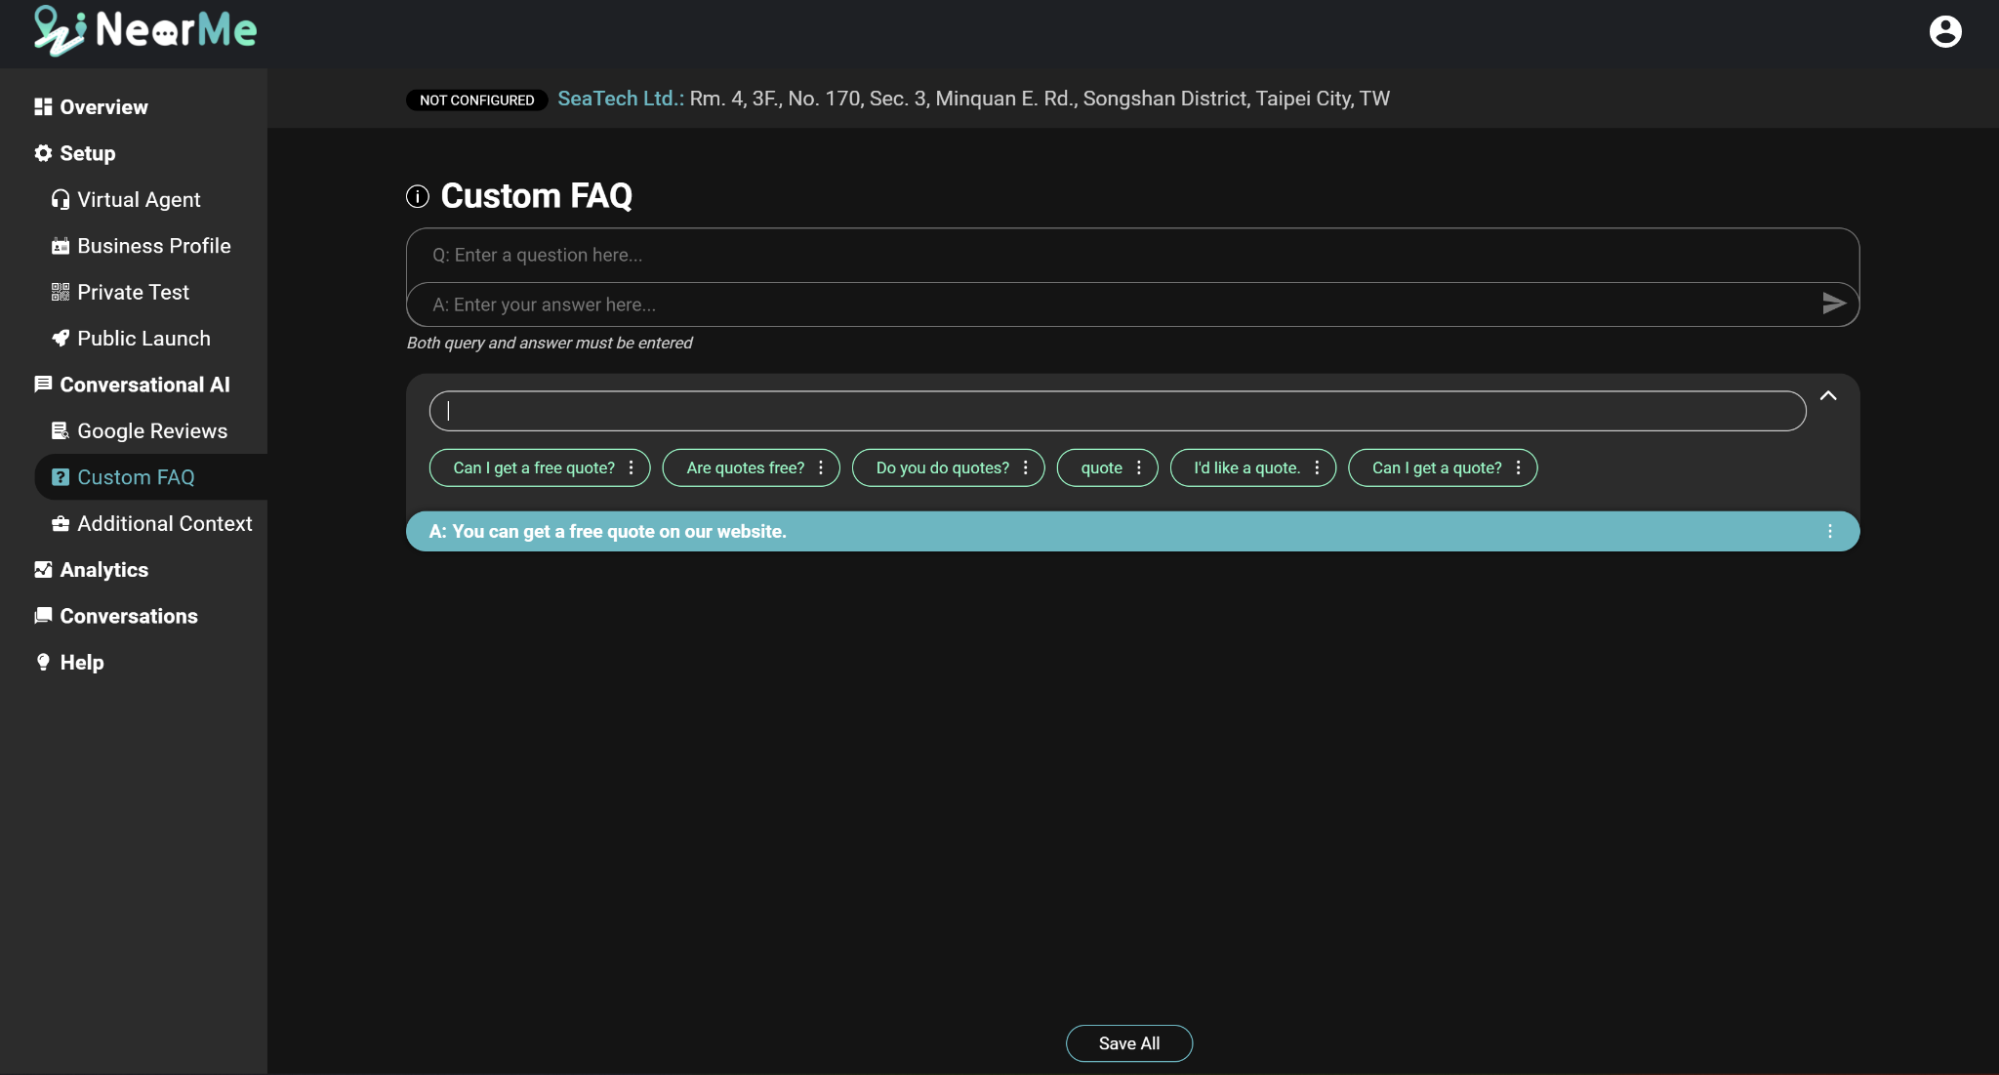 NearMe
NOT CONFIGURED SeaTech Ltd.: Rm. 4, 3F., No. 170, Sec. 3, Minquan E. Rd., Songshan District, Taipei City, TW
Overview
Setup
Virtual Agent
Business Profile
Private Test
Public Launch
Conversational AI
Google Reviews
Custom FAQ
Additional Context
Analytics
Conversations
Help
Custom FAQ
Q: Enter a question here...
A: Enter your answer here...
Both query and answer must be entered
Can I get a free quote? Are quotes free? Do you do quotes? quote I'd like a quote. Can I get a quote?
A: You can get a free quote on our website.
Save All